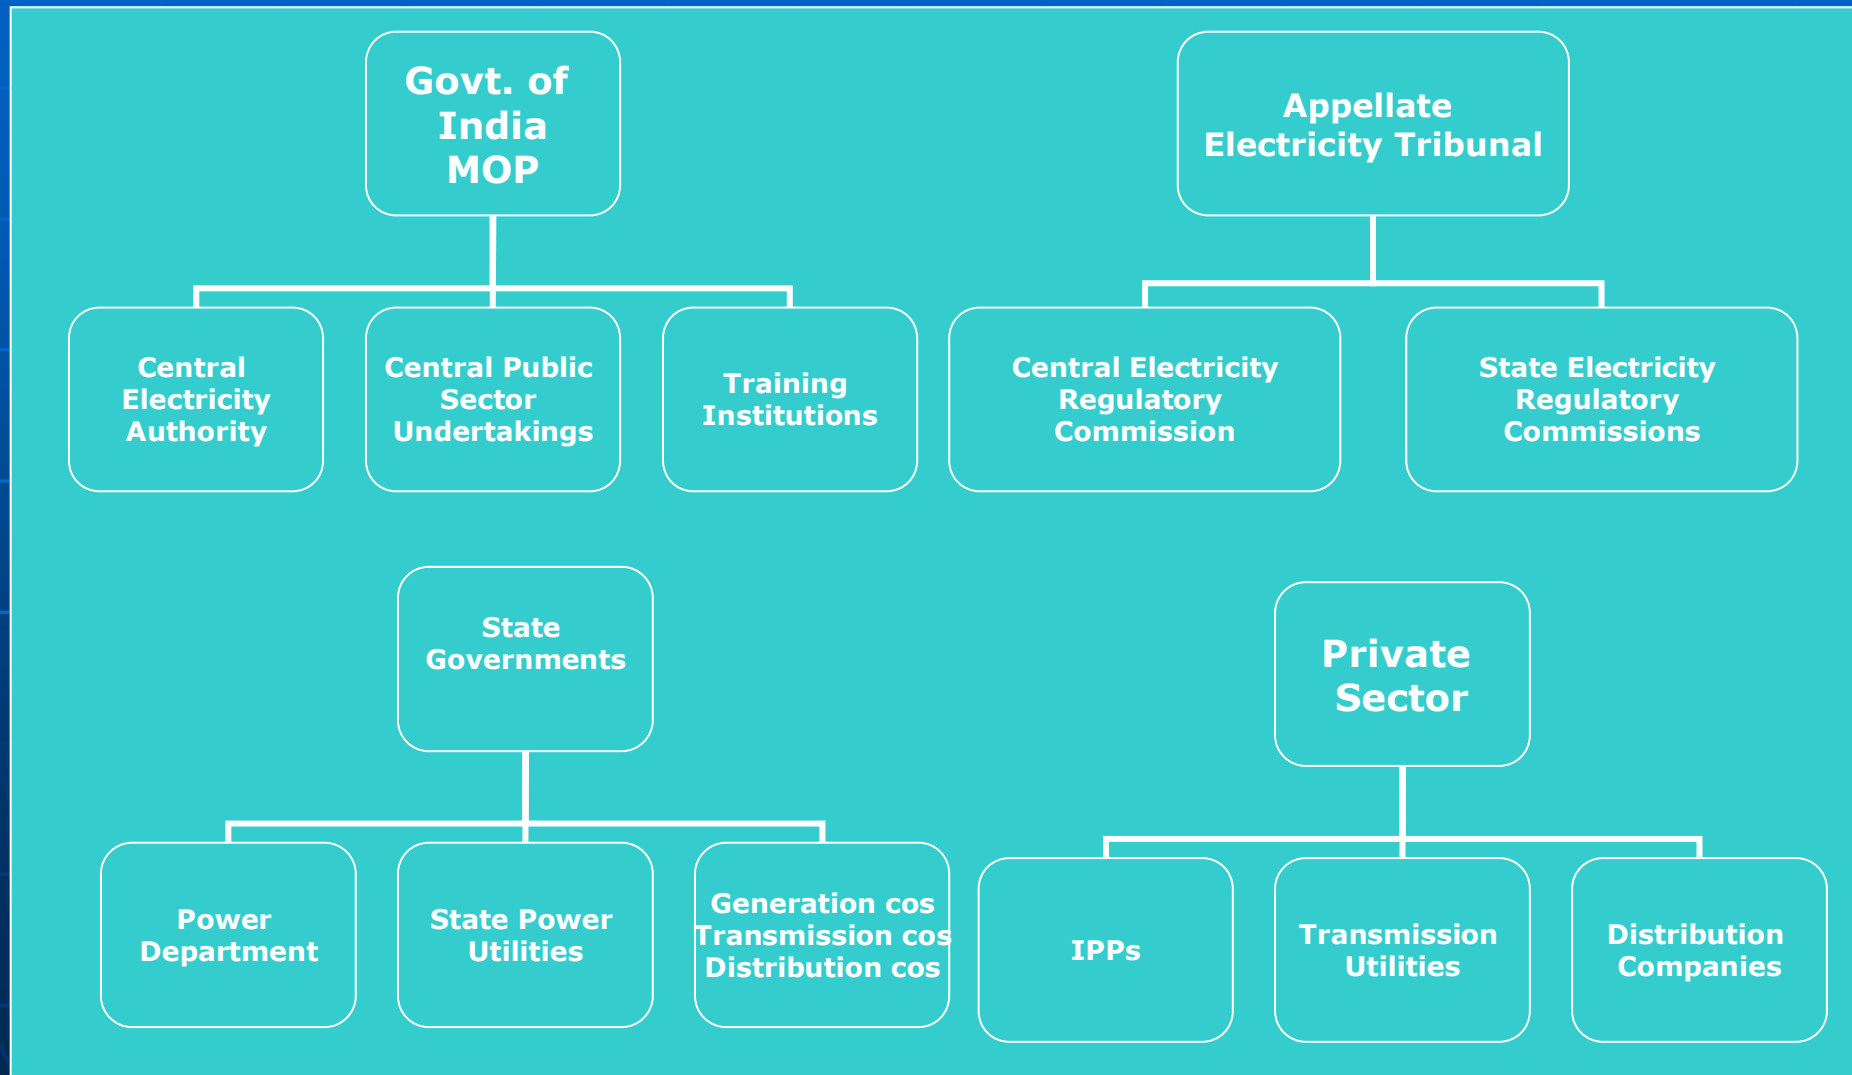 Govt. of
India
MOP
Appellate
Electricity Tribunal
Central
Electricity
Authority
Central Public
Sector
Undertakings
Training
Institutions
Central Electricity
Regulatory
Commission
State Electricity
Regulatory
Commissions
State
Governments
Private
Sector
Power
Department
State Power
Utilities
Generation cos
Transmission cos
Distribution cos
IPPs
Transmission
Utilities
Distribution
Companies